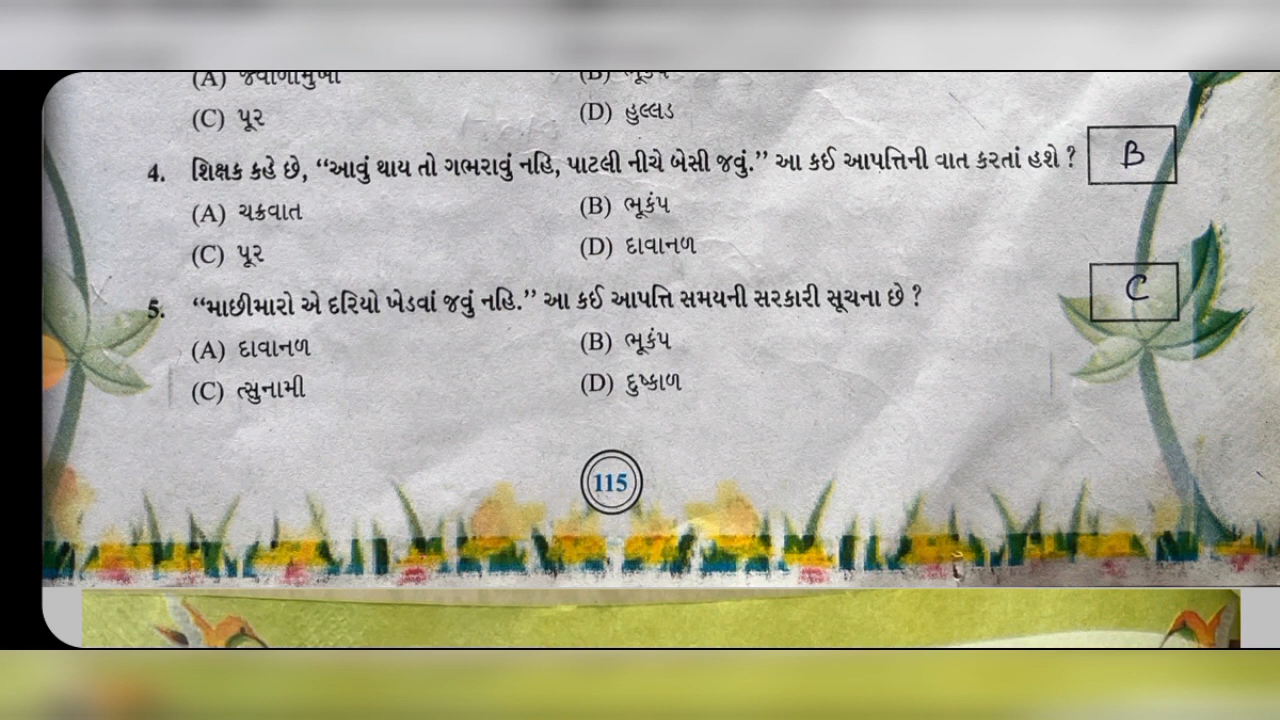 (C) પૂર (D) હુલ્લડ
4. શિક્ષક કહે છે, “આવું થાય તો ગભરાવું નહિ, પાટલી નીચે બેસી જવું.” આ કઈ આપત્તિની વાત કરતાં હશે ? B
(A) ચક્રવાત (B) ભૂકંપ
(C) પૂર (D) દાવાનળ
5. “માછીમારો એ દરિયો ખેડવાં જવું નહિ.” આ કઈ આપત્તિ સમયની સરકારી સૂચના છે ? C
(A) દાવાનળ (B) ભૂકંપ
(C) ત્સુનામી (D) દુષ્કાળ
115